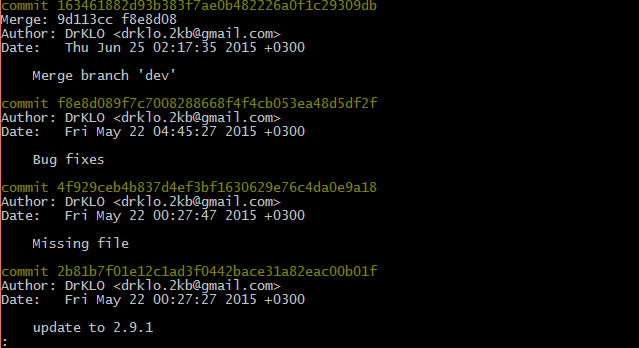 commit 163461882d93b383f7ae0b482226a0f1c29309db
Merge: 9d113cc f8e8d08
Author: DrKLO <drklo.2kb@gmail.com>
Date:   Thu Jun 25 02:17:35 2015 +0300
Merge branch 'dev'
commit f8e8d089f7c7008288668f4f4cb053ea48d5df2f
Author: DrKLO <drklo.2kb@gmail.com>
Date:   Fri May 22 04:45:27 2015 +0300
Bug fixes
commit 4f929ceb4b837d4ef3bf1630629e76c4da0e9a18
Author: DrKLO <drklo.2kb@gmail.com>
Date:   Fri May 22 00:27:47 2015 +0300
Missing file
commit 2b81b7f01e12c1ad3f0442bace31a82eac00b01f
Author: DrKLO <drklo.2kb@gmail.com>
Date:   Fri May 22 00:27:27 2015 +0300
update to 2.9.1
: